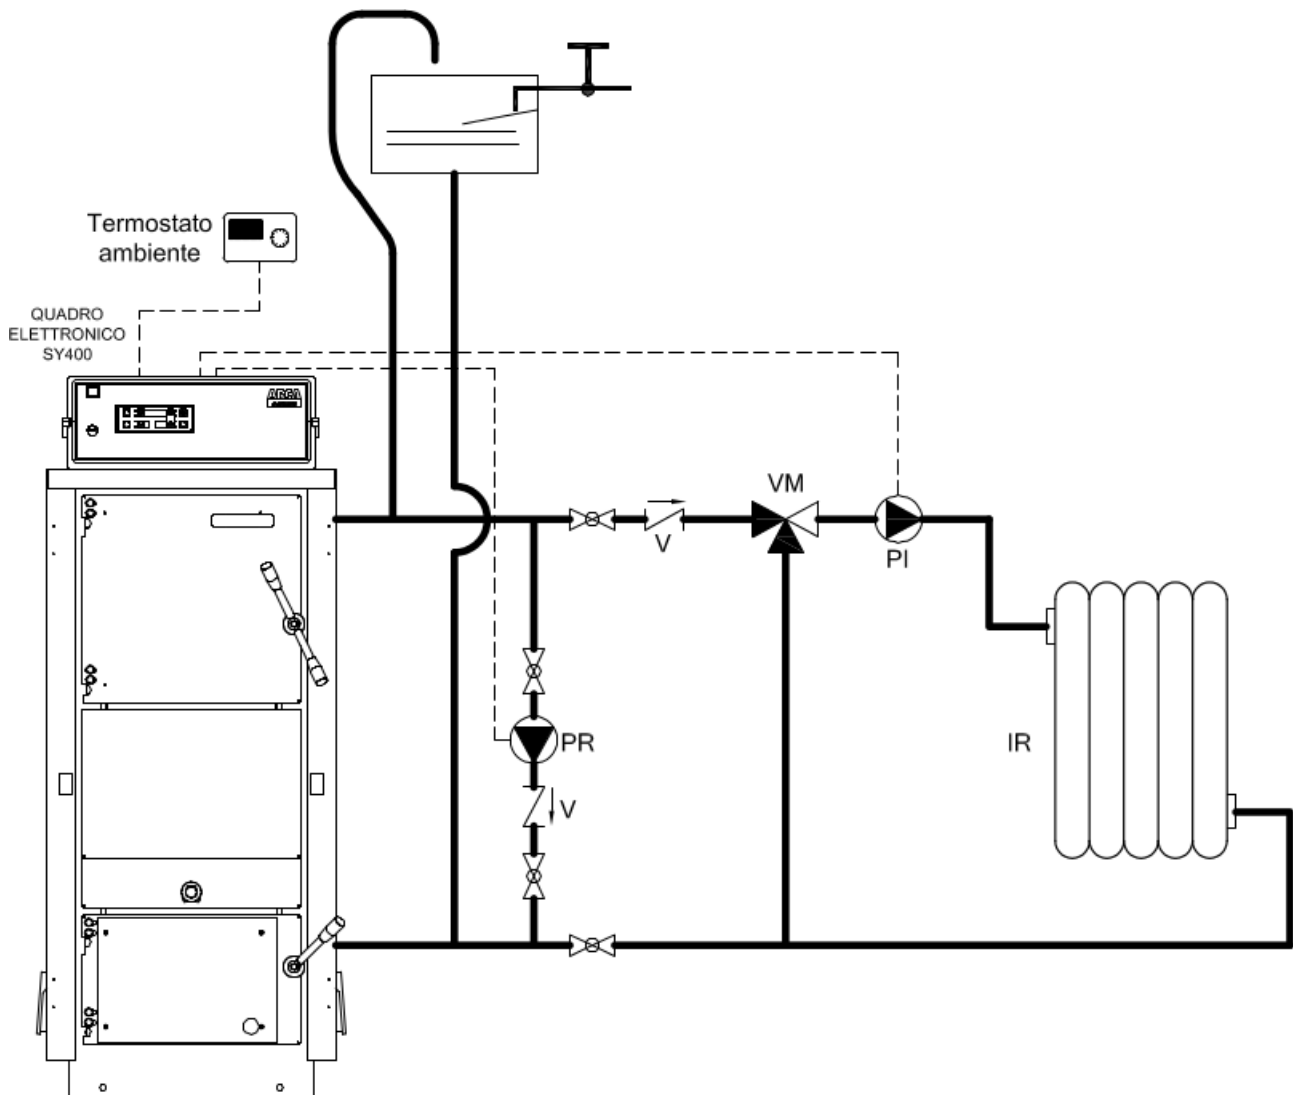 Termostato
ambiente
QUADRO
ELETTRONICO
SY400
ARCA
VM
V
PI
PR
IR
V